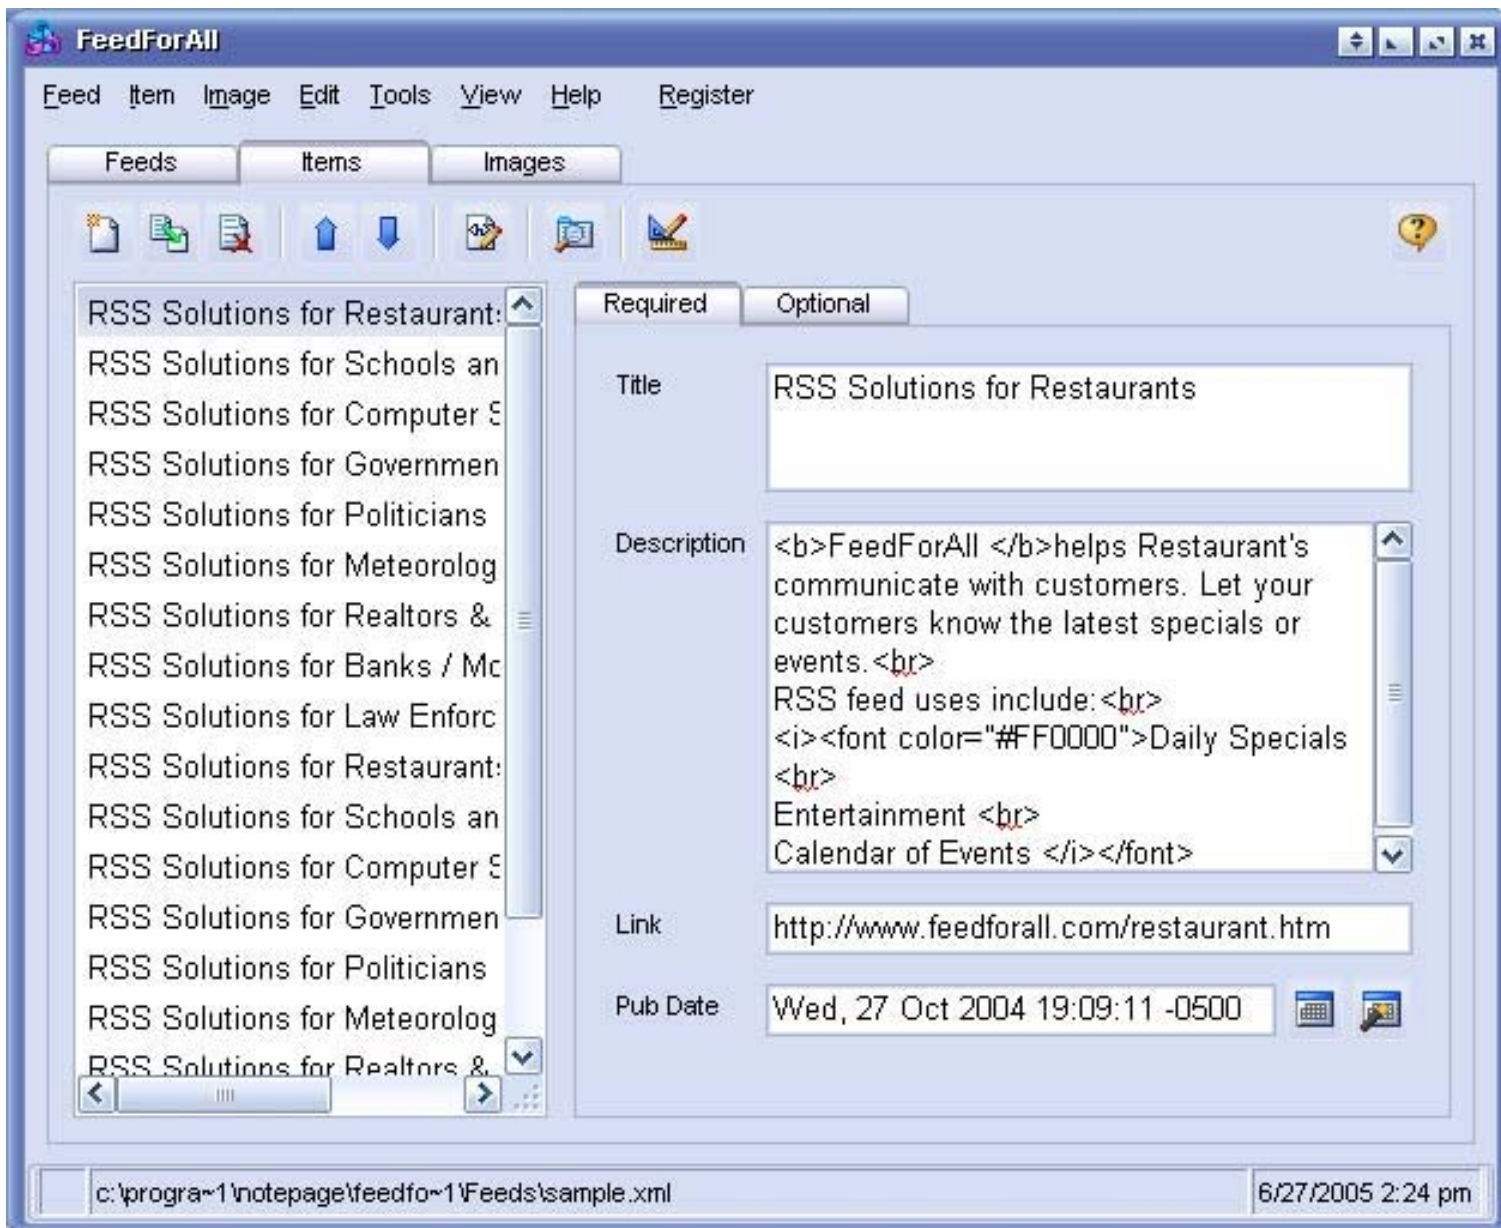 FeedForAll
Feed Item Image Edit Tools View Help Register
Feeds Items Images
RSS Solutions for Restaurants
RSS Solutions for Schools an
RSS Solutions for Computer S
RSS Solutions for Governmen
RSS Solutions for Politicians
RSS Solutions for Meteorolog
RSS Solutions for Realtors &
RSS Solutions for Banks / Mo
RSS Solutions for Law Enforc
RSS Solutions for Restaurants
RSS Solutions for Schools an
RSS Solutions for Computer S
RSS Solutions for Governmen
RSS Solutions for Politicians
RSS Solutions for Meteorolog
RSS Solutions for Realtors &
Required Optional
Title
RSS Solutions for Restaurants
Description
<b>FeedForAll </b>helps Restaurant's
communicate with customers. Let your
customers know the latest specials or
events.<br>
RSS feed uses include:<br>
<i><font color="#FF0000">Daily Specials
<br>
Entertainment <br>
Calendar of Events </i></font>
Link
http://www.feedforall.com/restaurant.htm
Pub Date
Wed, 27 Oct 2004 19:09:11 -0500
c:\progra~1\notepage\feedfo~1\Feeds\sample.xml
6/27/2005 2:24 pm